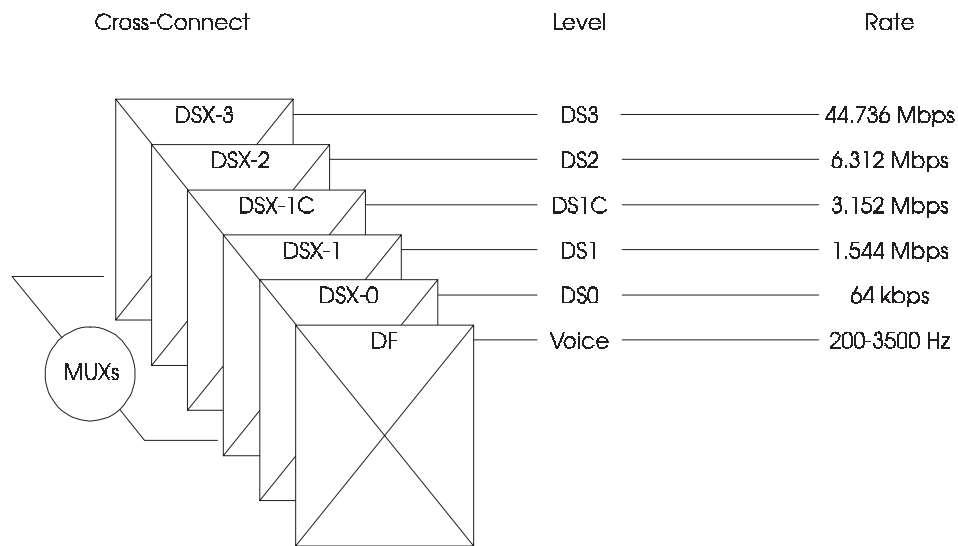 Cross-Connect Level Rate
DSX-3 DS3 44.736 Mbps
DSX-2 DS2 6.312 Mbps
DSX-1C DS1C 3.152 Mbps
DSX-1 DS1 1.544 Mbps
DSX-0 DS0 64 kbps
DF Voice 200-3500 Hz
MUXs